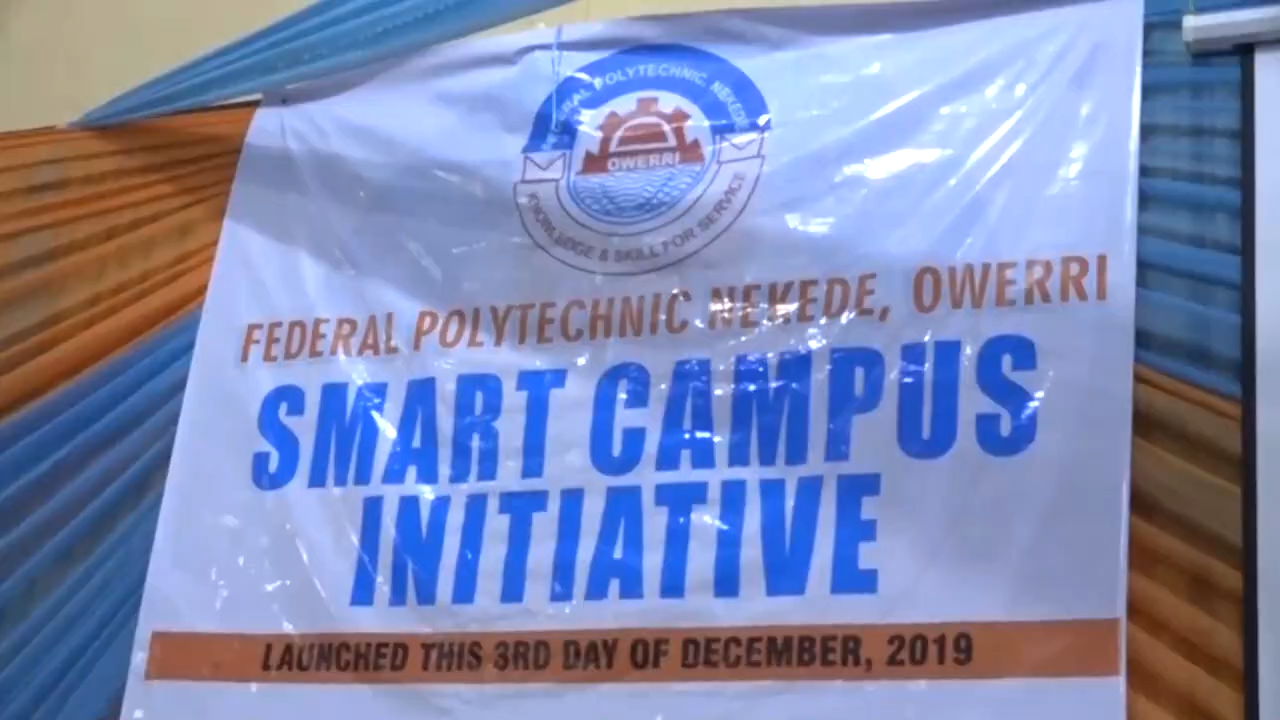 FEDERAL POLYTECHNIC, NEKEDE
OWERRI
KNOWLEDGE & SKILL FOR SERVICE
FEDERAL POLYTECHNIC NEKEDE, OWERRI
SMART CAMPUS
INITIATIVE
LAUNCHED THIS 3RD DAY OF DECEMBER, 2019